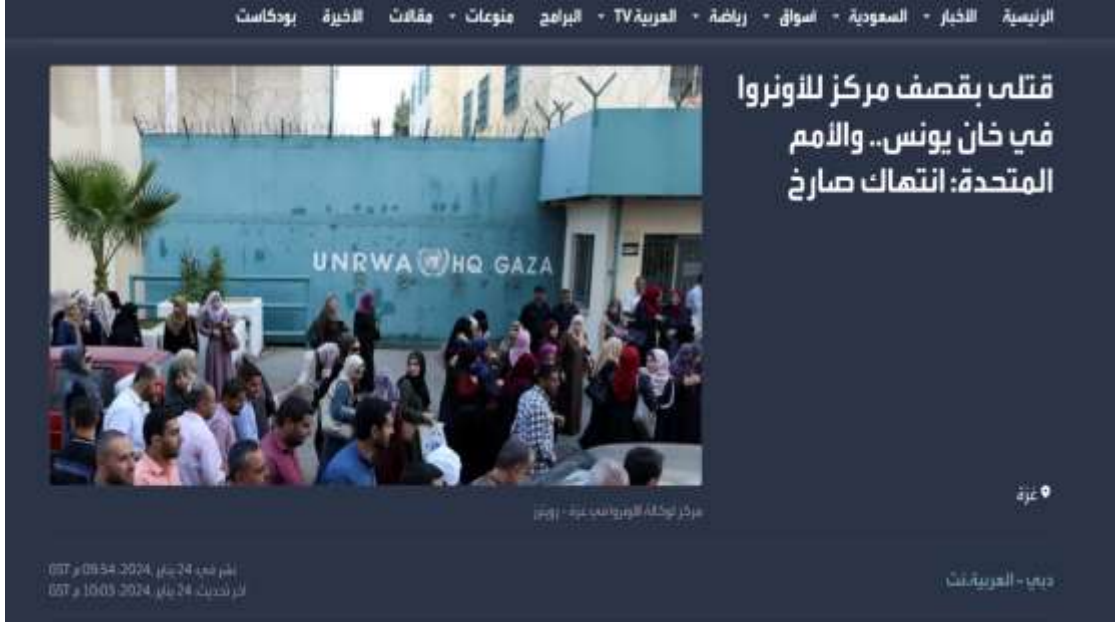 الرئيسية الأخبار السعودية أسواق رياضة العربية TV البرامج منوعات مقالات الأخيرة بودكاست
قتلى بقصف مركز للأونروا
في خان يونس.. والأمم
المتحدة: انتهاك صارخ
UNRWA HQ GAZA
غزة
مركز لوكالة الأونروا في غزة - رويترز
دبي - العربية.نت
نشر في: 24 يناير ,2024: 09:54 م GST
آخر تحديث: 24 يناير ,2024: 10:03 م GST